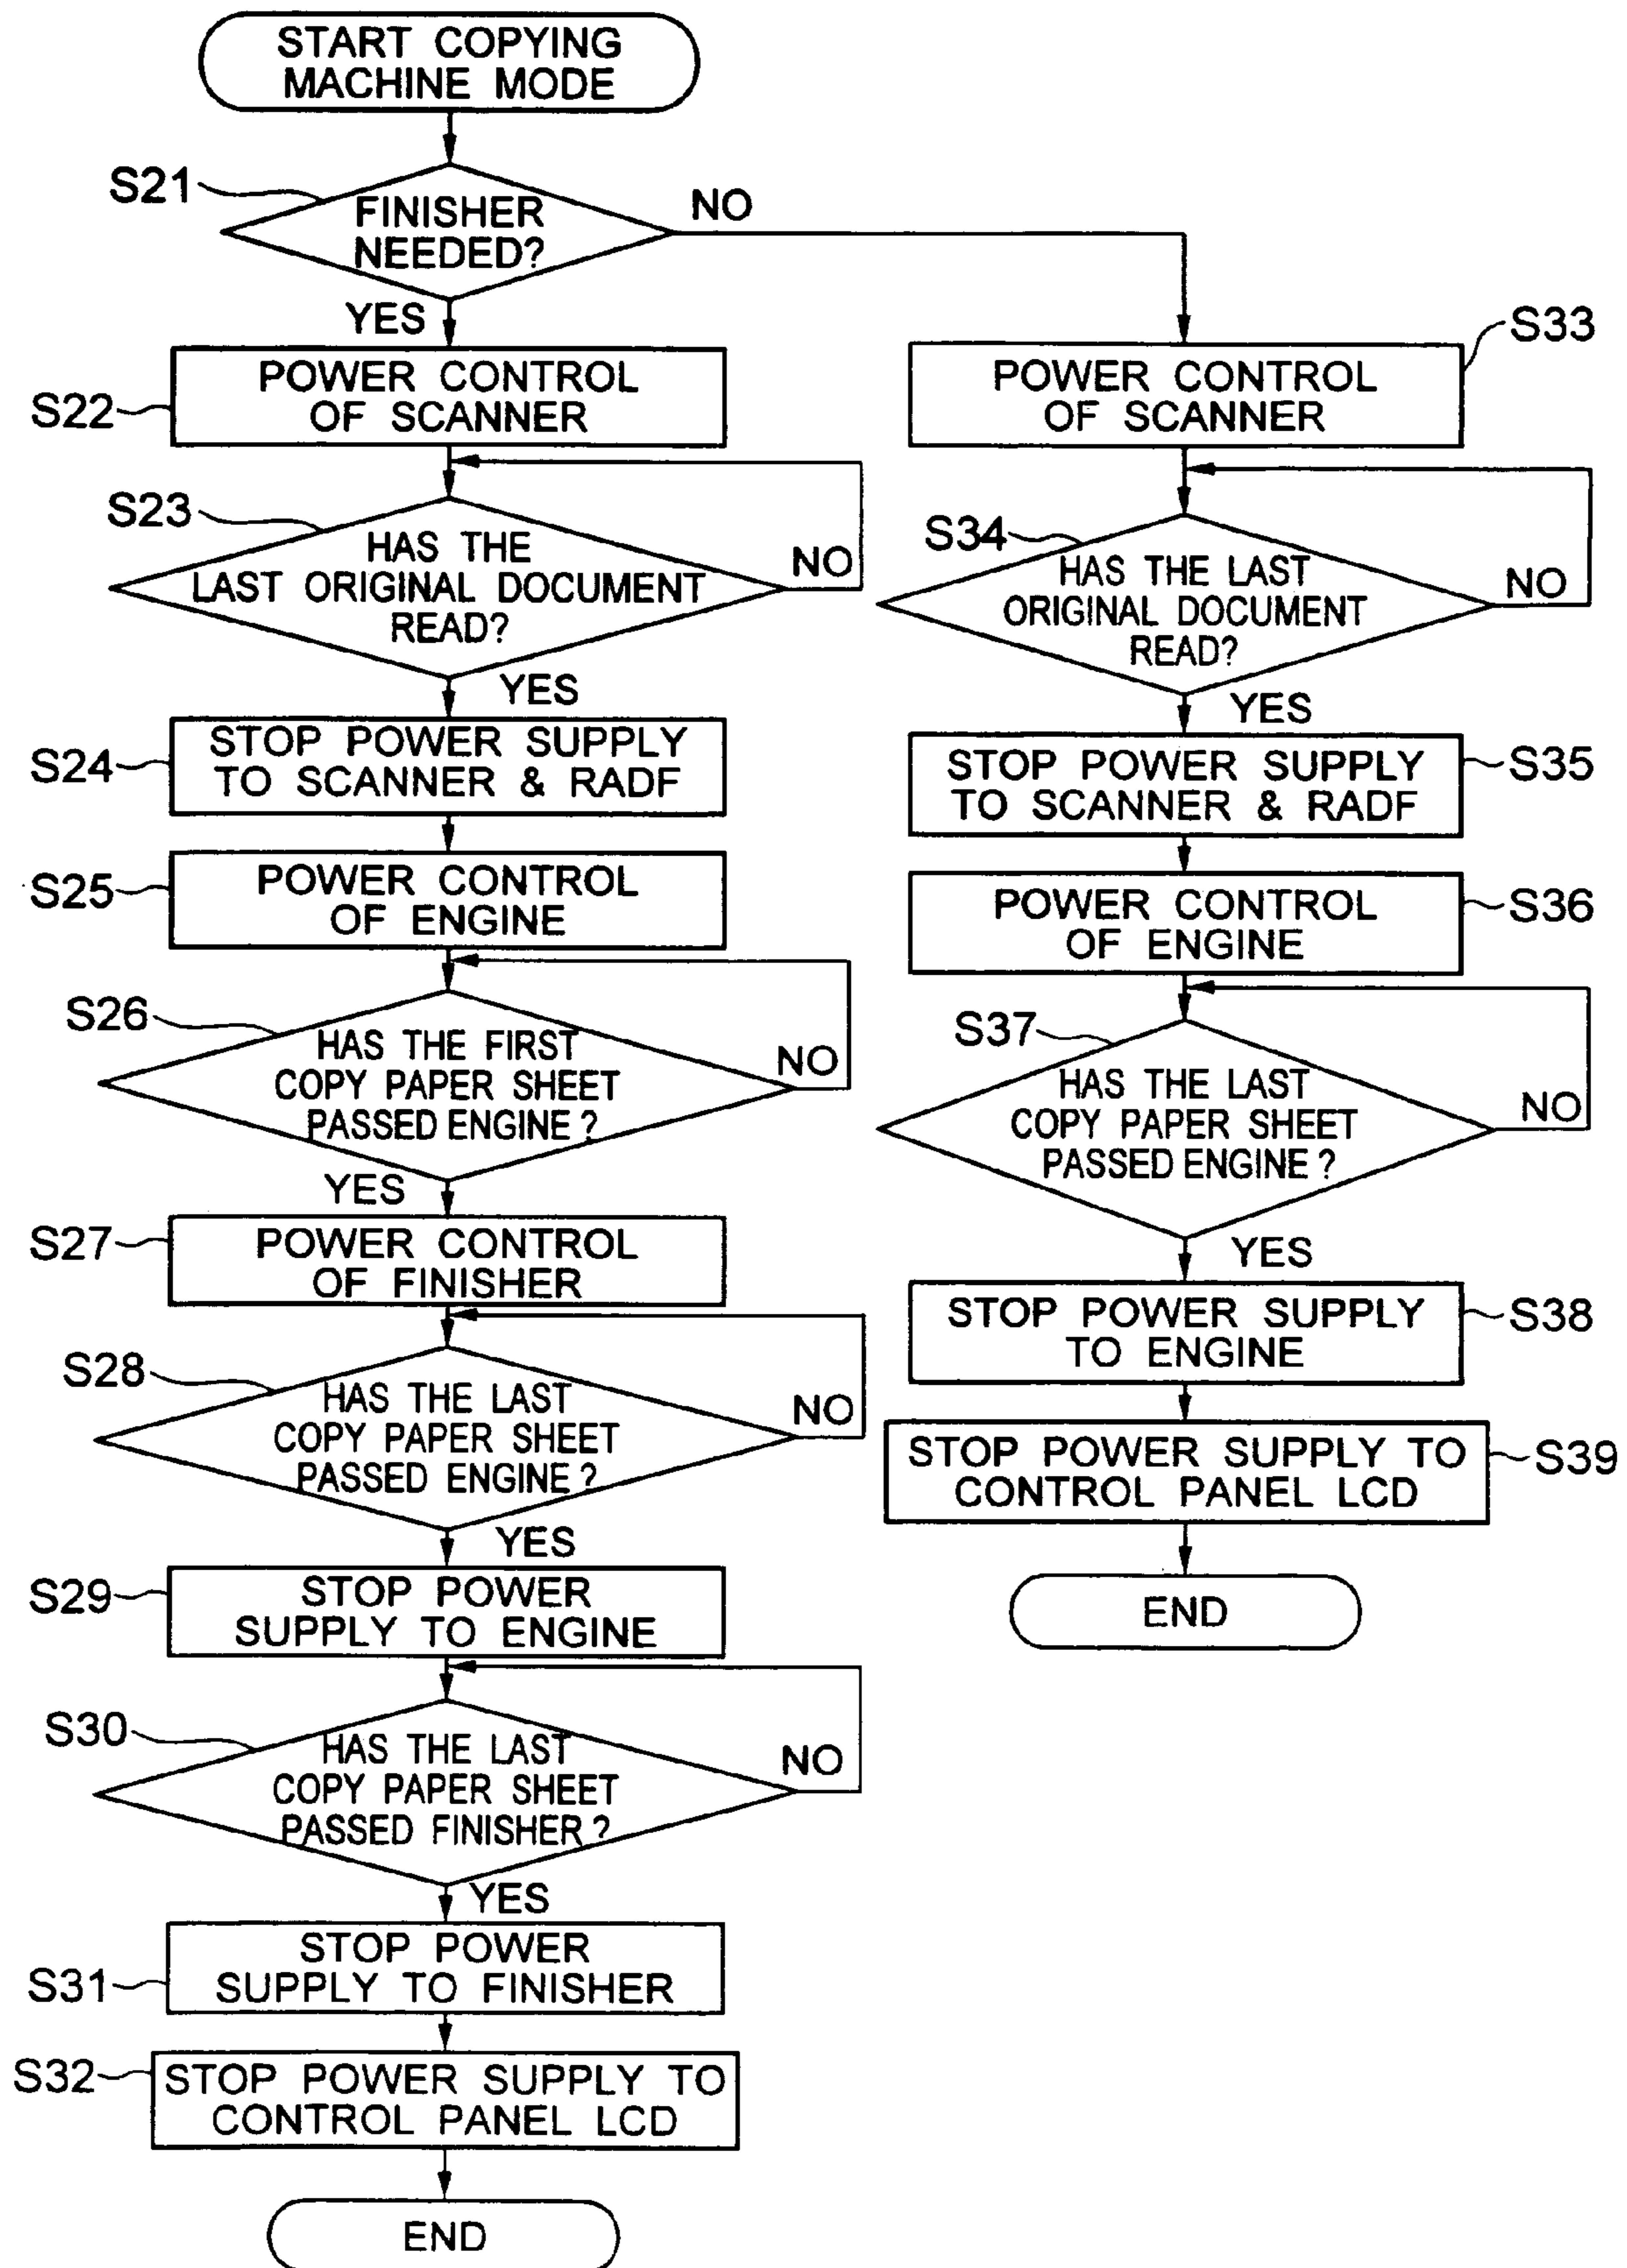 START COPYING
MACHINE MODE
S21
FINISHER
NEEDED?
NO
YES
S22
POWER CONTROL
OF SCANNER
S23
HAS THE
LAST ORIGINAL DOCUMENT
READ?
NO
YES
S24
STOP POWER SUPPLY
TO SCANNER & RADF
S25
POWER CONTROL
OF ENGINE
S26
HAS THE FIRST
COPY PAPER SHEET
PASSED ENGINE?
NO
YES
S27
POWER CONTROL
OF FINISHER
S28
HAS THE LAST
COPY PAPER SHEET
PASSED ENGINE?
NO
YES
S29
STOP POWER
SUPPLY TO ENGINE
S30
HAS THE LAST
COPY PAPER SHEET
PASSED FINISHER?
NO
YES
S31
STOP POWER
SUPPLY TO FINISHER
S32
STOP POWER SUPPLY TO
CONTROL PANEL LCD
END
S33
POWER CONTROL
OF SCANNER
S34
HAS THE LAST
ORIGINAL DOCUMENT
READ?
NO
YES
S35
STOP POWER SUPPLY
TO SCANNER & RADF
S36
POWER CONTROL
OF ENGINE
S37
HAS THE LAST
COPY PAPER SHEET
PASSED ENGINE?
NO
YES
S38
STOP POWER SUPPLY
TO ENGINE
S39
STOP POWER SUPPLY TO
CONTROL PANEL LCD
END